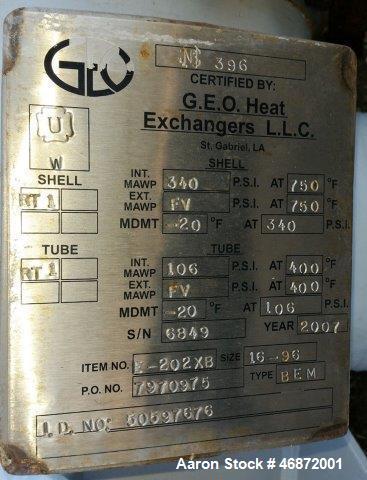 GEO
NB 396
CERTIFIED BY:
G.E.O. Heat
Exchangers L.L.C.
St. Gabriel, LA
U
W
SHELL
SHELL
RT 1
INT. MAWP 340 P.S.I. AT 750 °F
EXT. MAWP FV P.S.I. AT 750 °F
MDMT -20 °F AT 340 P.S.I.
TUBE
TUBE
RT 1
INT. MAWP 106 P.S.I. AT 400 °F
EXT. MAWP FV P.S.I. AT 400 °F
MDMT -20 °F AT 106 P.S.I.
S/N 6849 YEAR 2007
ITEM NO. E-202XB SIZE 16-96
P.O. NO. 7970975 TYPE BEM
I.D. NO: 50597676
Aaron Stock # 46872001